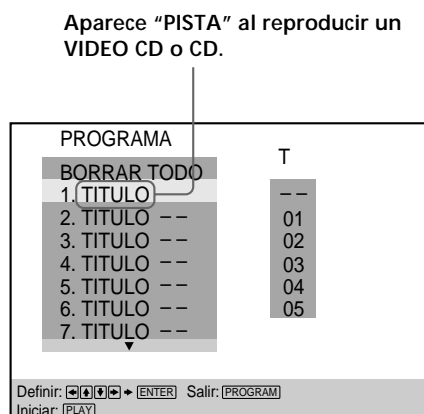 Aparece “PISTA” al reproducir un
VIDEO CD o CD.
PROGRAMA
T
BORRAR TODO
1. TITULO – –
2. TITULO – – 01
3. TITULO – – 02
4. TITULO – – 03
5. TITULO – – 04
6. TITULO – – 05
7. TITULO – –
Definir: ←↑↓→ → ENTER Salir: PROGRAM
Iniciar: PLAY